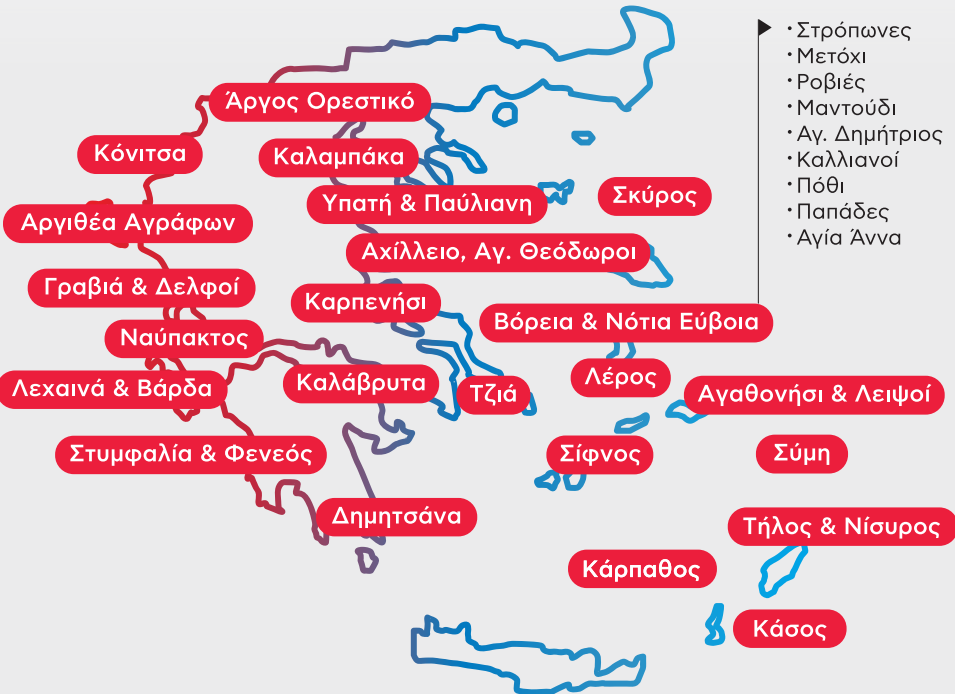 Στρόπωνες
Μετόχι
Ροβιές
Μαντούδι
Αγ. Δημήτριος
Καλλιανοί
Πόθι
Παπάδες
Αγία Άννα
Άργος Ορεστικό
Κόνιτσα
Καλαμπάκα
Υπατή & Παύλιανη
Σκύρος
Αργιθέα Αγράφων
Αχίλλειο, Αγ. Θεόδωροι
Γραβιά & Δελφοί
Καρπενήσι
Βόρεια & Νότια Εύβοια
Ναύπακτος
Λεχαινά & Βάρδα
Καλάβρυτα
Τζιά
Λέρος
Αγαθονήσι & Λειψοί
Στυμφαλία & Φενεός
Σίφνος
Σύμη
Δημητσάνα
Τήλος & Νίσυρος
Κάρπαθος
Κάσος